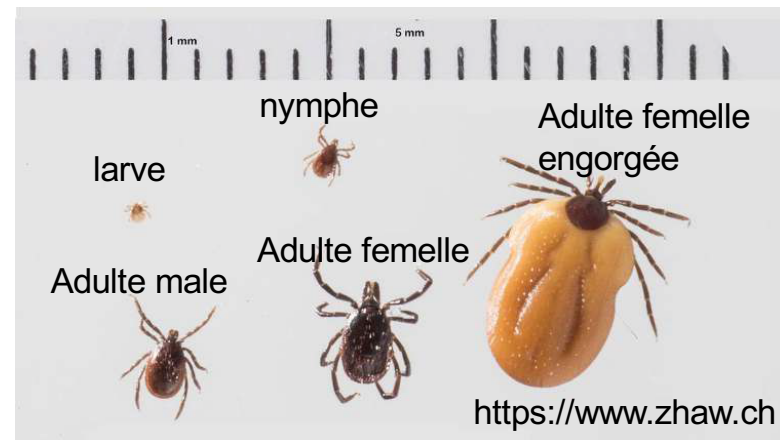 1 mm
5 mm
nymphe
Adulte femelle
engorgée
larve
Adulte femelle
Adulte male
https://www.zhaw.ch